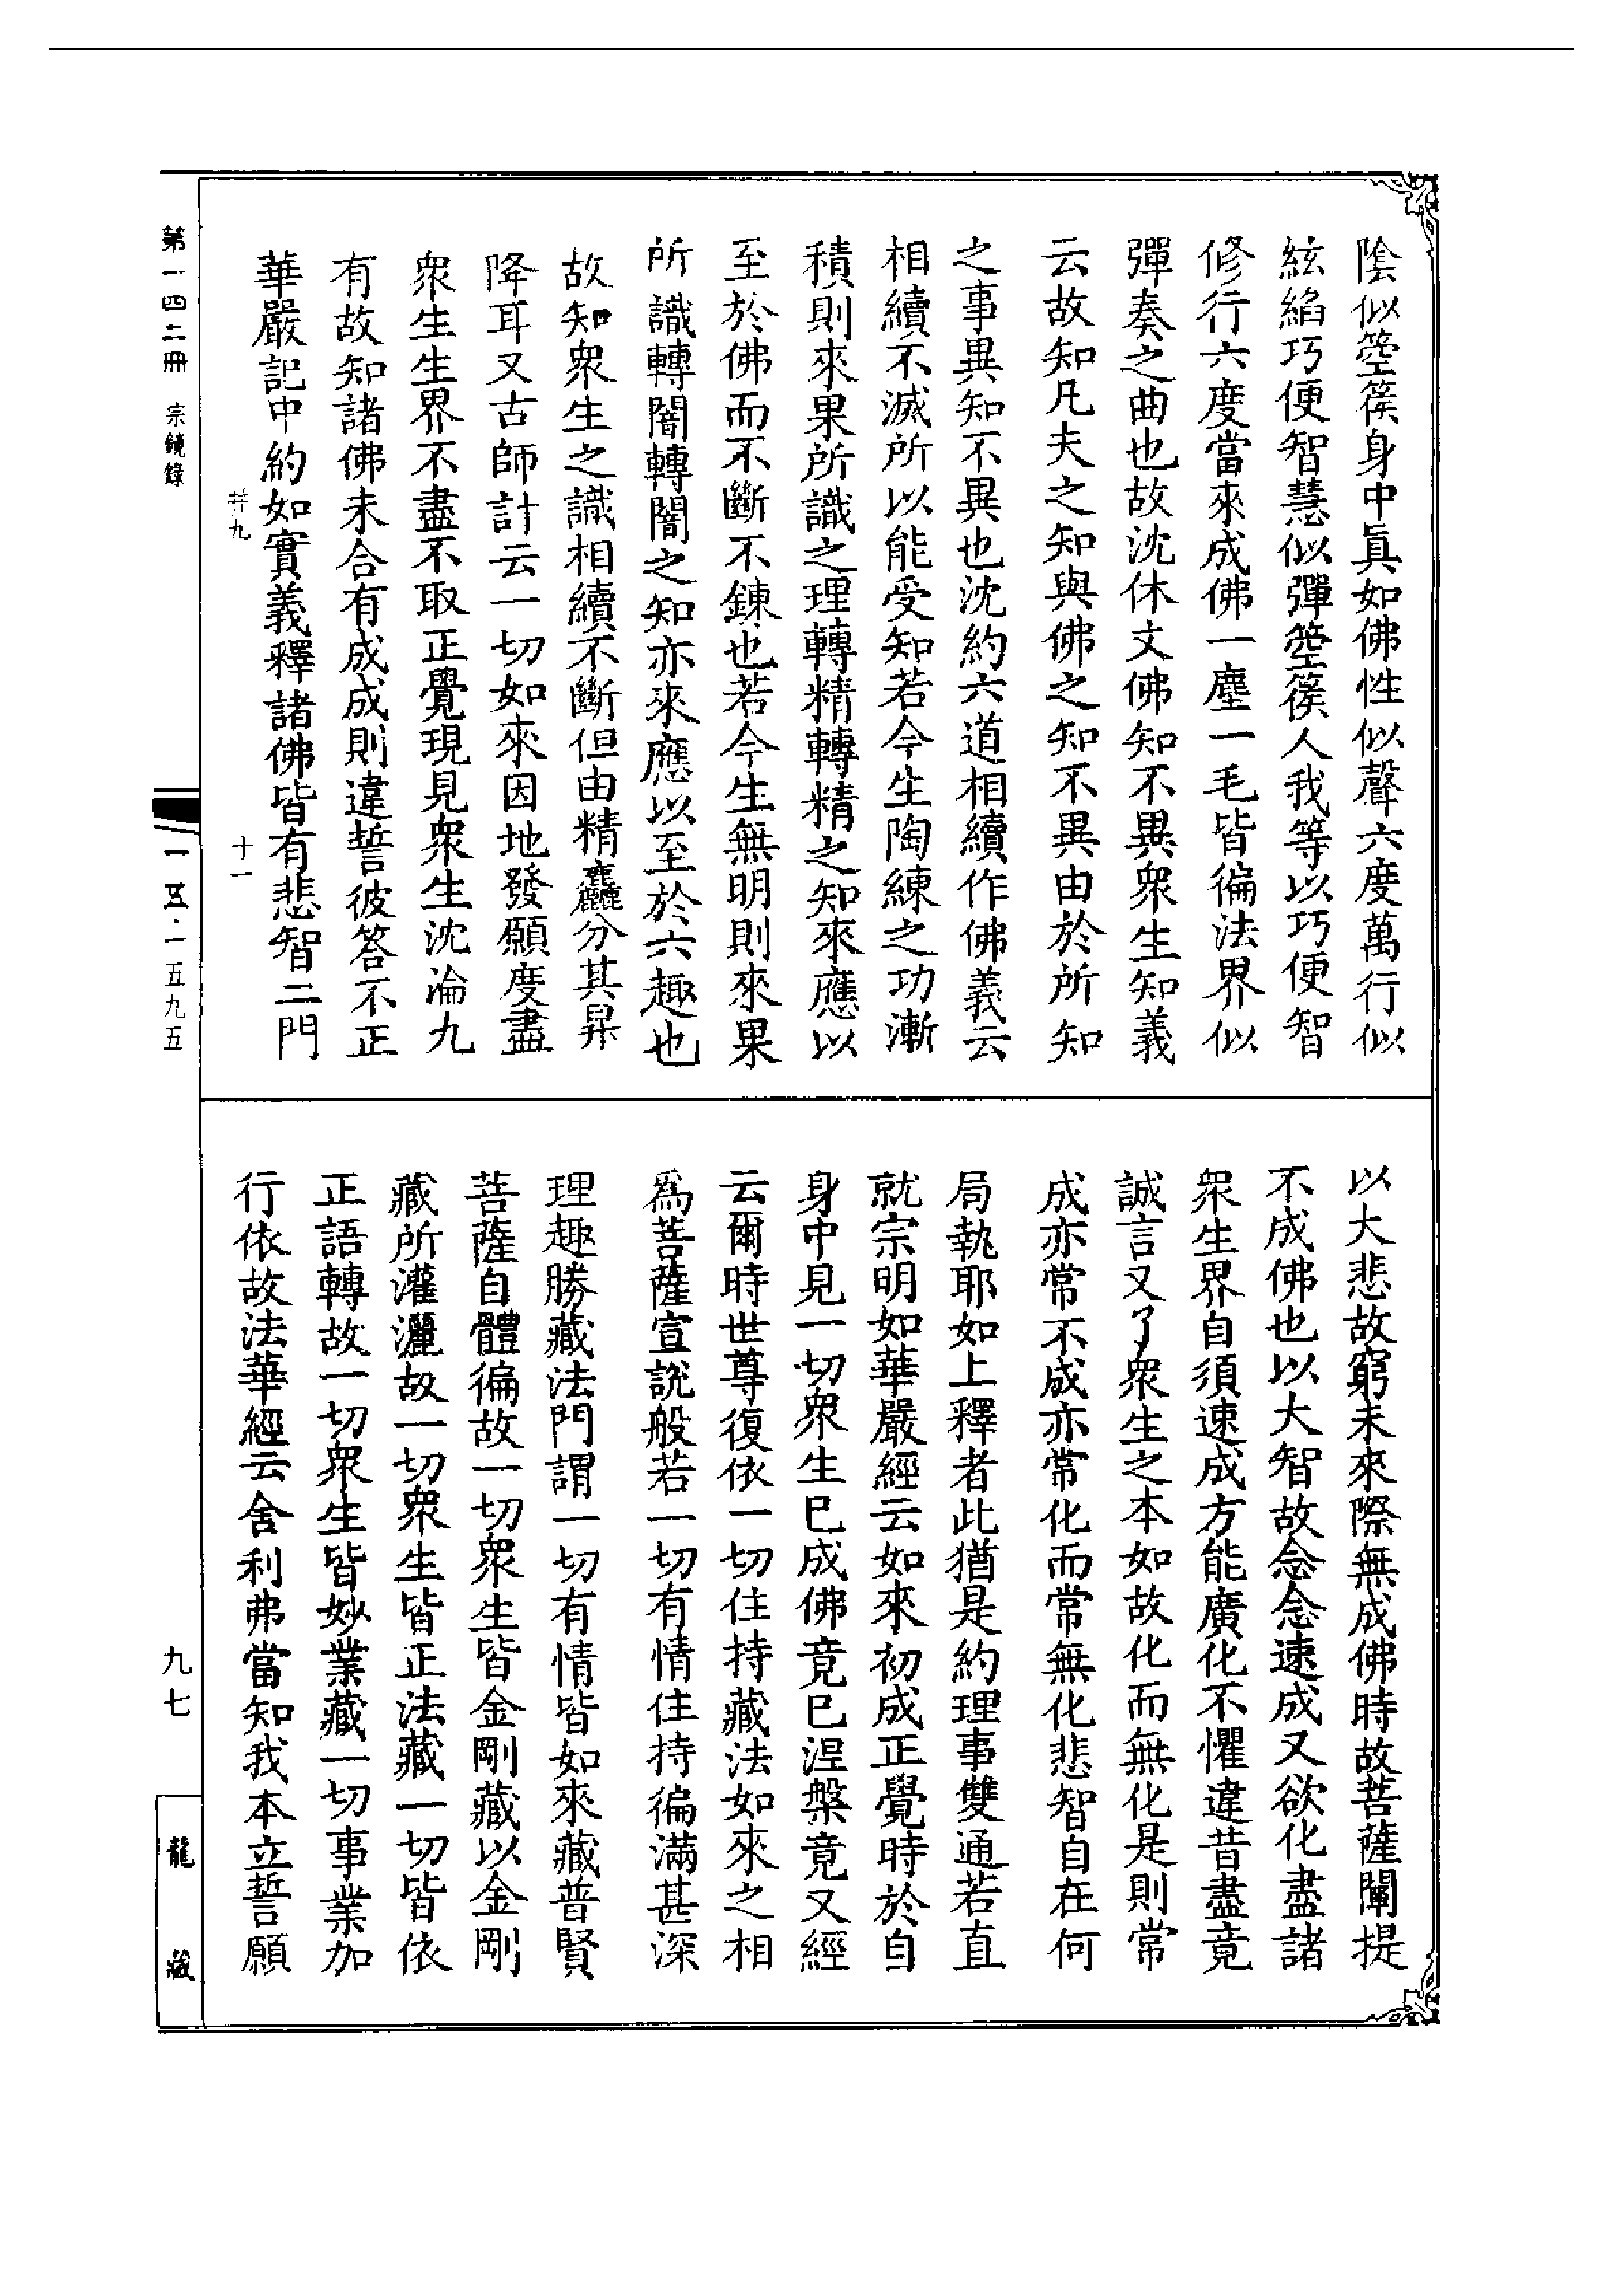 陰似箜篌身中眞如佛性似聲六度萬行似
絃縚巧便智慧似彈箜篌人我等以巧便智
修行六度當來成佛一塵一毛皆徧法界似
彈奏之曲也故沈休文佛知不異衆生知義
云故知凡夫之知與佛之知不異由於所知
之事異知不異也沈約六道相續作佛義云
相續不滅所以能受知若今生陶練之功漸
積則來果所識之理轉精轉精之知來應以
至於佛而不斷不鍊也若今生無明則來果
所識轉闇轉闇之知亦來應以至於六趣也
故知衆生之識相續不斷但由精麤分其昇
降耳又古師討云一切如來因地發願度盡
衆生生界不盡不取正覺現見衆生沈淪九
有故知諸佛未合有成成則違誓彼答不正
華嚴記中約如實義釋諸佛皆有悲智二門
以大悲故窮未來際無成佛時故菩薩闡提
不成佛也以大智故念念速成又欲化盡諸
衆生界自須速成方能廣化不懼違昔盡竟
誠言又了衆生之本如故化而無化是則常
成亦常不成亦常化而常無化悲智自在何
局執耶如上釋者此猶是約理事雙通若直
就宗明如華嚴經云如來初成正覺時於自
身中見一切衆生巳成佛竟巳涅槃竟又經
云爾時世尊復依一切住持藏法如來之相
爲菩薩宣說般若一切有情住持徧滿甚深
理趣勝藏法門謂一切有情皆如來藏普賢
菩薩自體徧故一切衆生皆金剛藏以金剛
藏所灌灑故一切衆生皆正法藏一切皆依
正語轉故一切衆生皆妙業藏一切事業加
行依故法華經云舍利弗當知我本立誓願
第一四二冊 宗鏡錄
幷九
十一
一五·一五九五
九七
龍藏